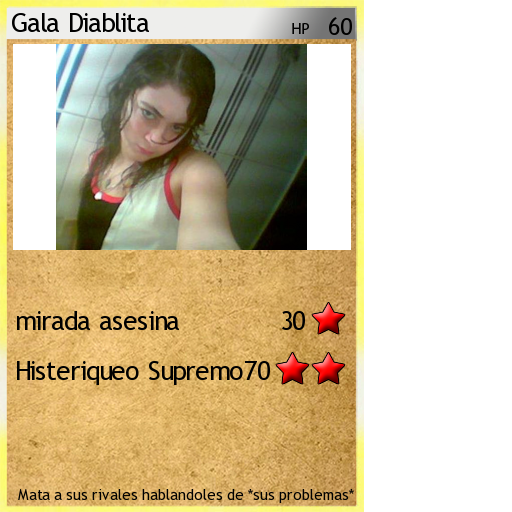 Gala Diablita HP 60
mirada asesina 30
Histeriqueo Supremo70
Mata a sus rivales hablandoles de *sus problemas*